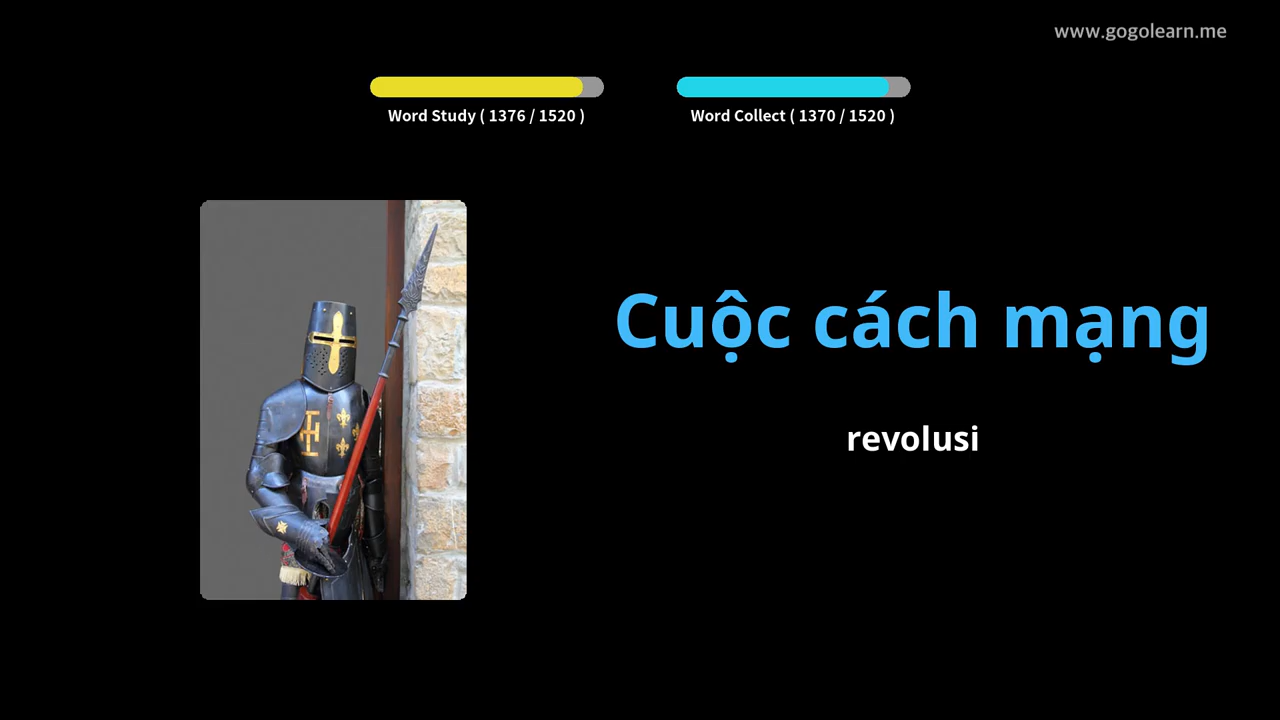 www.gogolearn.me
Word Study ( 1376 / 1520 )
Word Collect ( 1370 / 1520 )
Cuộc cách mạng
revolusi